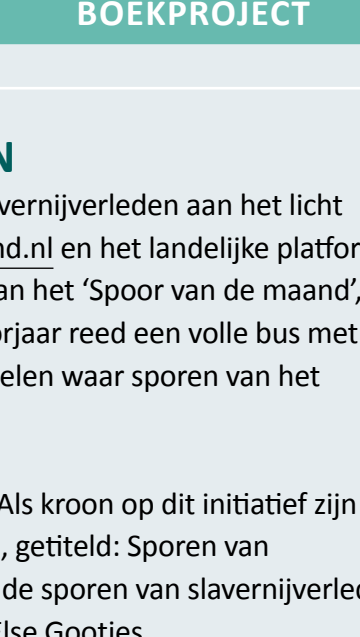 BOEKPROJECT
N
vernijverleden aan het licht
nd.nl en het landelijke platfor
an het ‘Spoor van de maand’,
rjaar reed een volle bus met
elen waar sporen van het
Als kroon op dit initiatief zijn
, getiteld: Sporen van
de sporen van slavernijverled
Else Gootjes